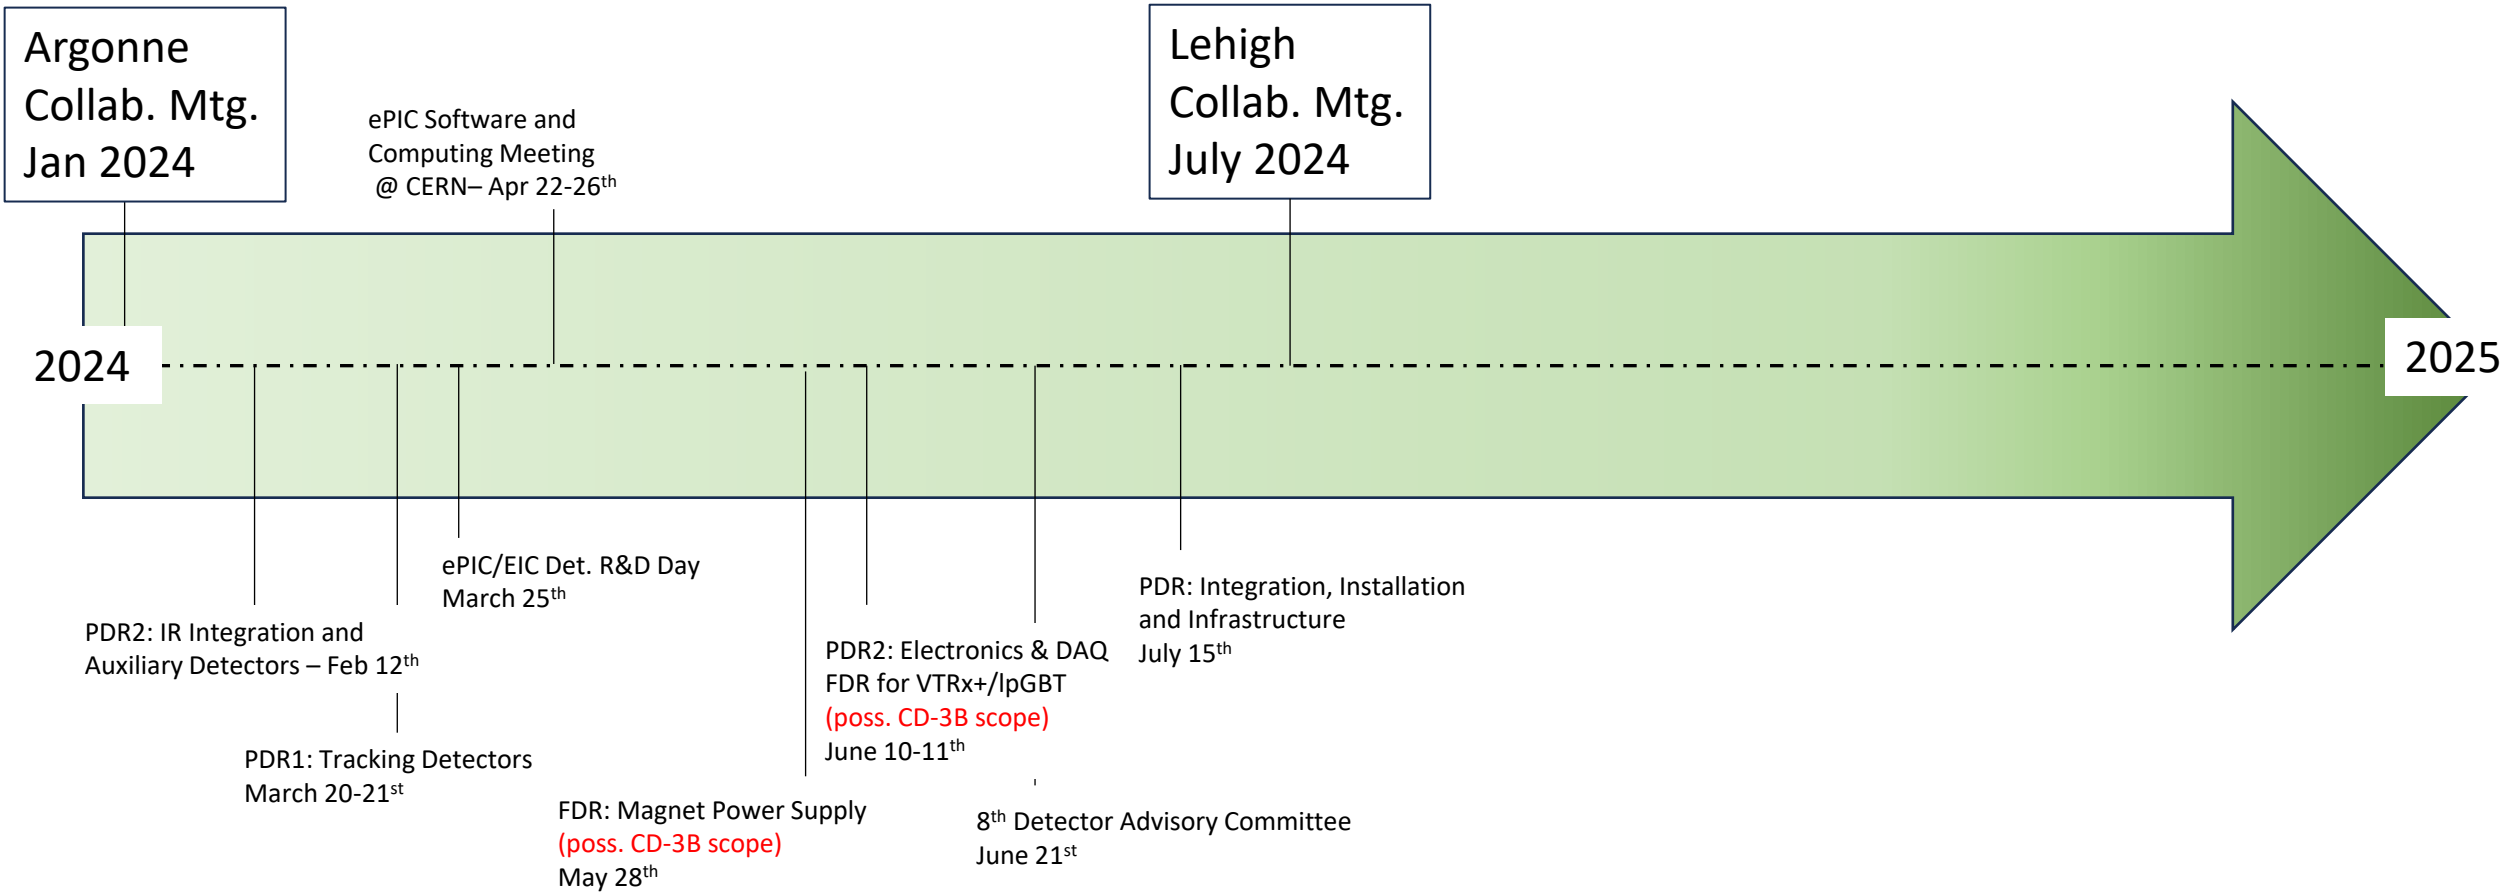 Argonne
Collab. Mtg.
Jan 2024
Lehigh
Collab. Mtg.
July 2024
ePIC Software and
Computing Meeting
@ CERN– Apr 22-26th
2024
2025
ePIC/EIC Det. R&D Day
March 25th
PDR2: IR Integration and
Auxiliary Detectors – Feb 12th
PDR1: Tracking Detectors
March 20-21st
FDR: Magnet Power Supply
(poss. CD-3B scope)
May 28th
PDR2: Electronics & DAQ
FDR for VTRx+/lpGBT
(poss. CD-3B scope)
June 10-11th
8th Detector Advisory Committee
June 21st
PDR: Integration, Installation
and Infrastructure
July 15th